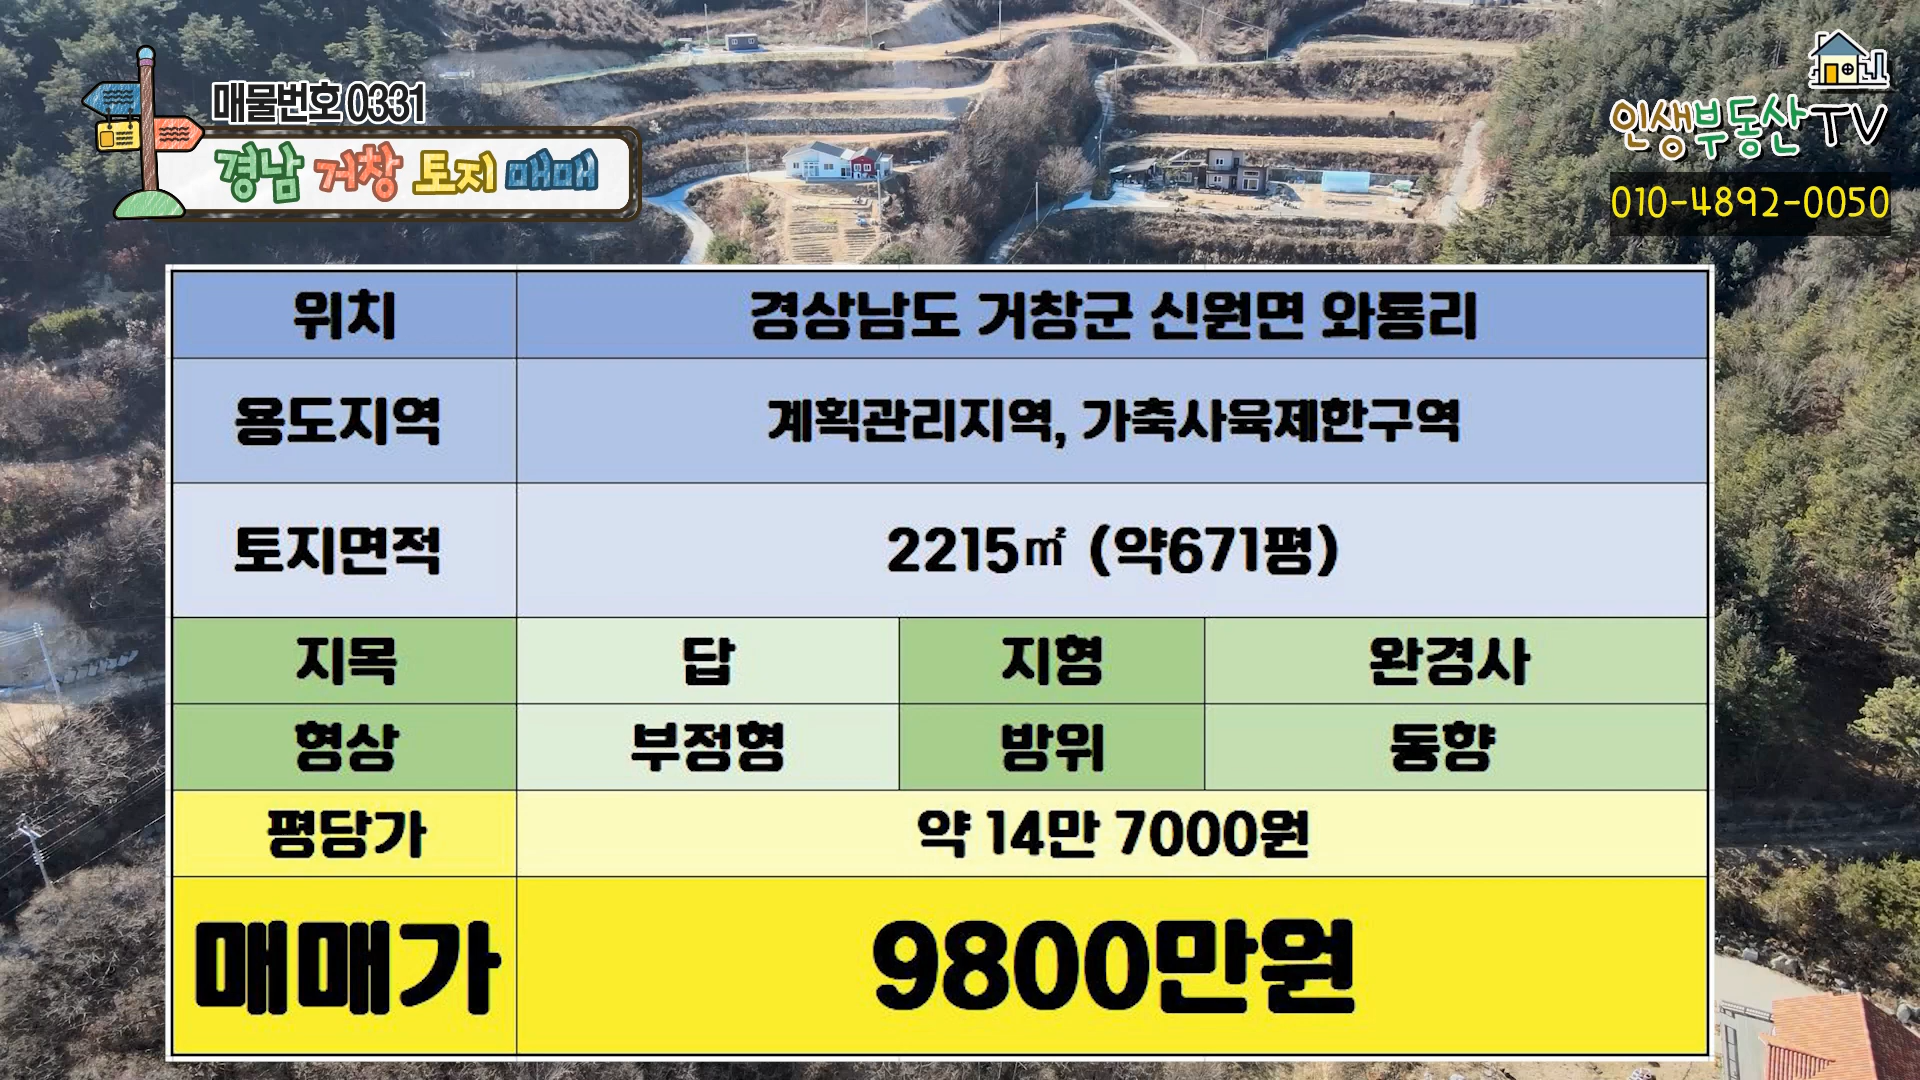 매물번호 0331
경남 거창 토지 매매
인생부동산TV
010-4892-0050
위치 경상남도 거창군 신원면 와룡리
용도지역 계획관리지역, 가축사육제한구역
토지면적 2215㎡ (약671평)
지목 답 지형 완경사
형상 부정형 방위 동향
평당가 약 14만 7000원
매매가 9800만원